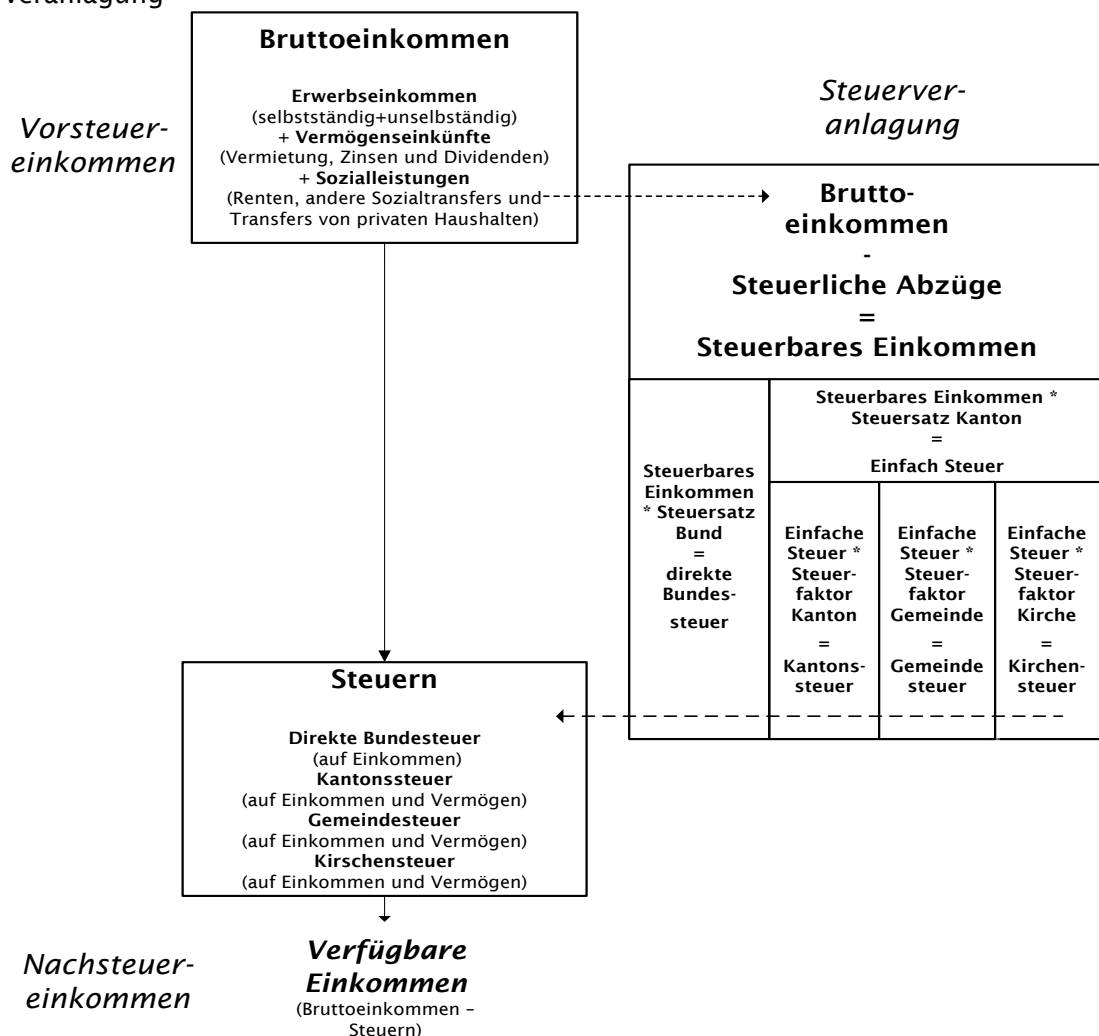 Veranlagung
Bruttoeinkommen
Erwerbseinkommen
(selbstständig+unselbständig)
+ Vermögenseinkünfte
(Vermietung, Zinsen und Dividenden)
+ Sozialleistungen
(Renten, andere Sozialtransfers und
Transfers von privaten Haushalten)
Vorsteuer-
einkommen
Steuerver-
anlagung
Brutto-
einkommen
-
Steuerliche Abzüge
=
Steuerbares Einkommen
Steuerbares
Einkommen
* Steuersatz
Bund
=
direkte
Bundes-
steuer
Steuerbares Einkommen *
Steuersatz Kanton
=
Einfach Steuer
Einfache
Steuer *
Steuer-
faktor
Kanton
=
Kantons-
steuer
Einfache
Steuer *
Steuer-
faktor
Gemeinde
=
Gemeinde
steuer
Einfache
Steuer *
Steuer-
faktor
Kirche
=
Kirchen-
steuer
Steuern
Direkte Bundesteuer
(auf Einkommen)
Kantonssteuer
(auf Einkommen und Vermögen)
Gemeindesteuer
(auf Einkommen und Vermögen)
Kirschensteuer
(auf Einkommen und Vermögen)
Nachsteuer-
einkommen
Verfügbare
Einkommen
(Bruttoeinkommen –
Steuern)